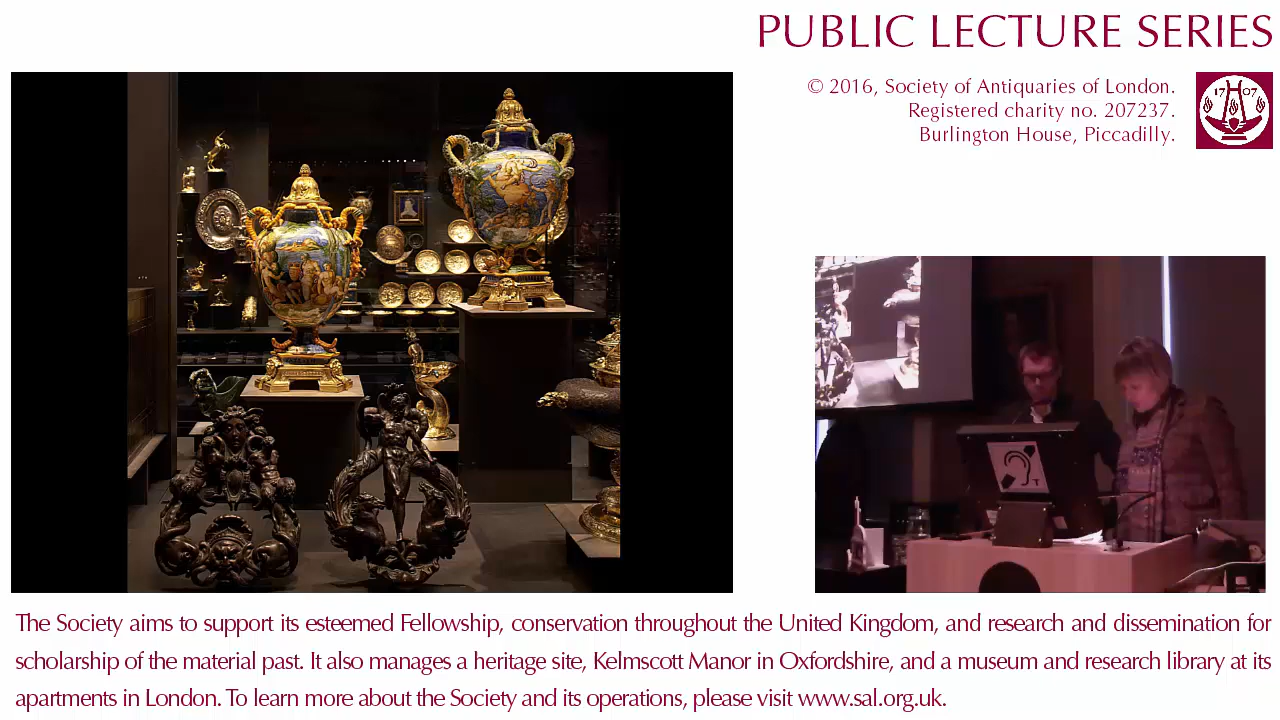 PUBLIC LECTURE SERIES
© 2016, Society of Antiquaries of London.
Registered charity no. 207237.
Burlington House, Piccadilly.
17 07
T
The Society aims to support its esteemed Fellowship, conservation throughout the United Kingdom, and research and dissemination for
scholarship of the material past. It also manages a heritage site, Kelmscott Manor in Oxfordshire, and a museum and research library at its
apartments in London. To learn more about the Society and its operations, please visit www.sal.org.uk.